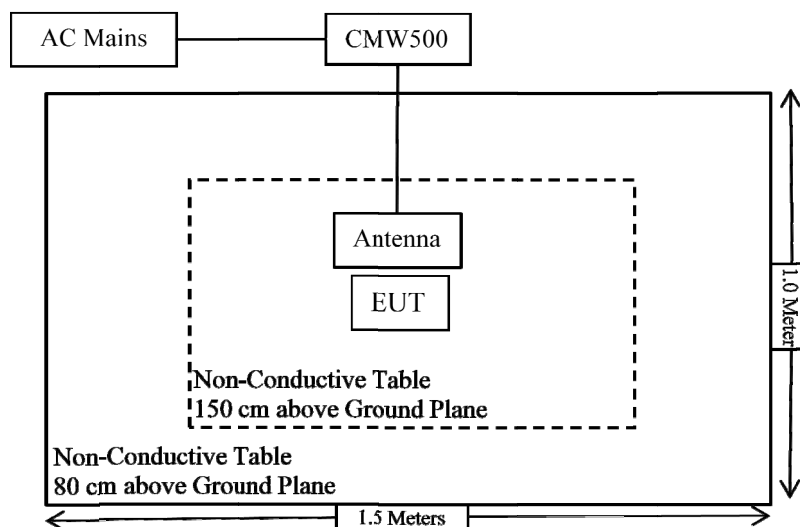 AC Mains
CMW500
Antenna
EUT
Non-Conductive Table
150 cm above Ground Plane
Non-Conductive Table
80 cm above Ground Plane
1.0 Meter
1.5 Meters